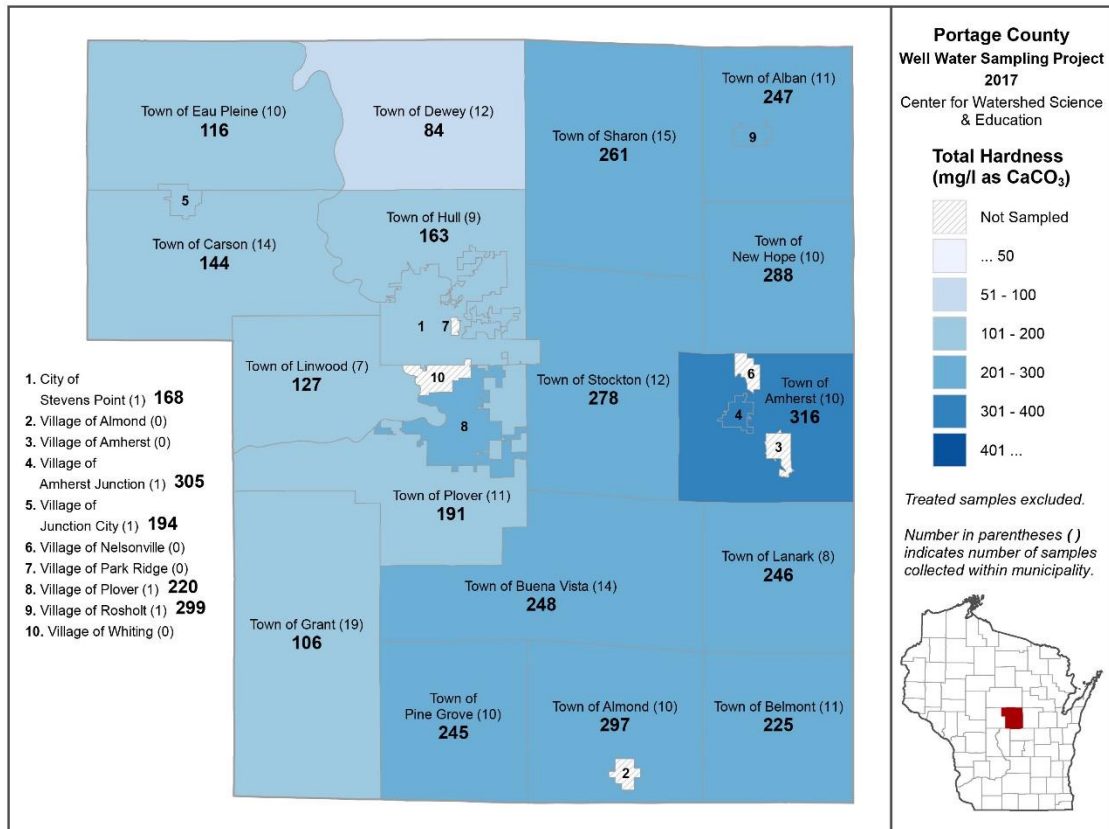 Town of Eau Pleine (10)
116
Town of Dewey (12)
84
Town of Sharon (15)
261
Town of Alban (11)
247
9
5
Town of Carson (14)
144
Town of Hull (9)
163
Town of
New Hope (10)
288
1
7
Town of Linwood (7)
127
10
8
Town of Stockton (12)
278
6
Town of
Amherst (10)
316
4
3
Town of Plover (11)
191
Town of Lanark (8)
246
Town of Buena Vista (14)
248
Town of Grant (19)
106
Town of
Pine Grove (10)
245
Town of Almond (10)
297
2
Town of Belmont (11)
225
1. City of
Stevens Point (1) 168
2. Village of Almond (0)
3. Village of Amherst (0)
4. Village of
Amherst Junction (1) 305
5. Village of
Junction City (1) 194
6. Village of Nelsonville (0)
7. Village of Park Ridge (0)
8. Village of Plover (1) 220
9. Village of Rosholt (1) 299
10. Village of Whiting (0)
Portage County
Well Water Sampling Project
2017
Center for Watershed Science
& Education
Total Hardness
(mg/l as CaCO₃)
Not Sampled
... 50
51 - 100
101 - 200
201 - 300
301 - 400
401 ...
Treated samples excluded.
Number in parentheses ( )
indicates number of samples
collected within municipality.